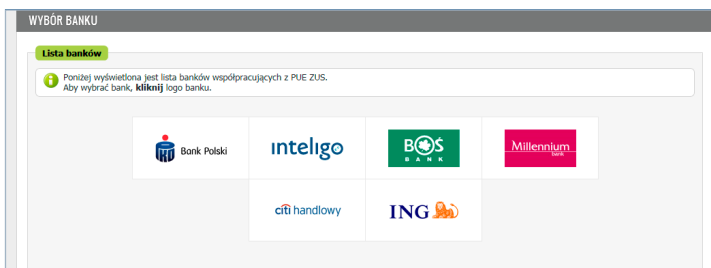 WYBÓR BANKU
Lista banków
Poniżej wyświetlona jest lista banków współpracujących z PUE ZUS.
Aby wybrać bank, kliknij logo banku.
Bank Polski
inteligo
BOŚ
BANK
Millennium
bank
citi handlowy
ING